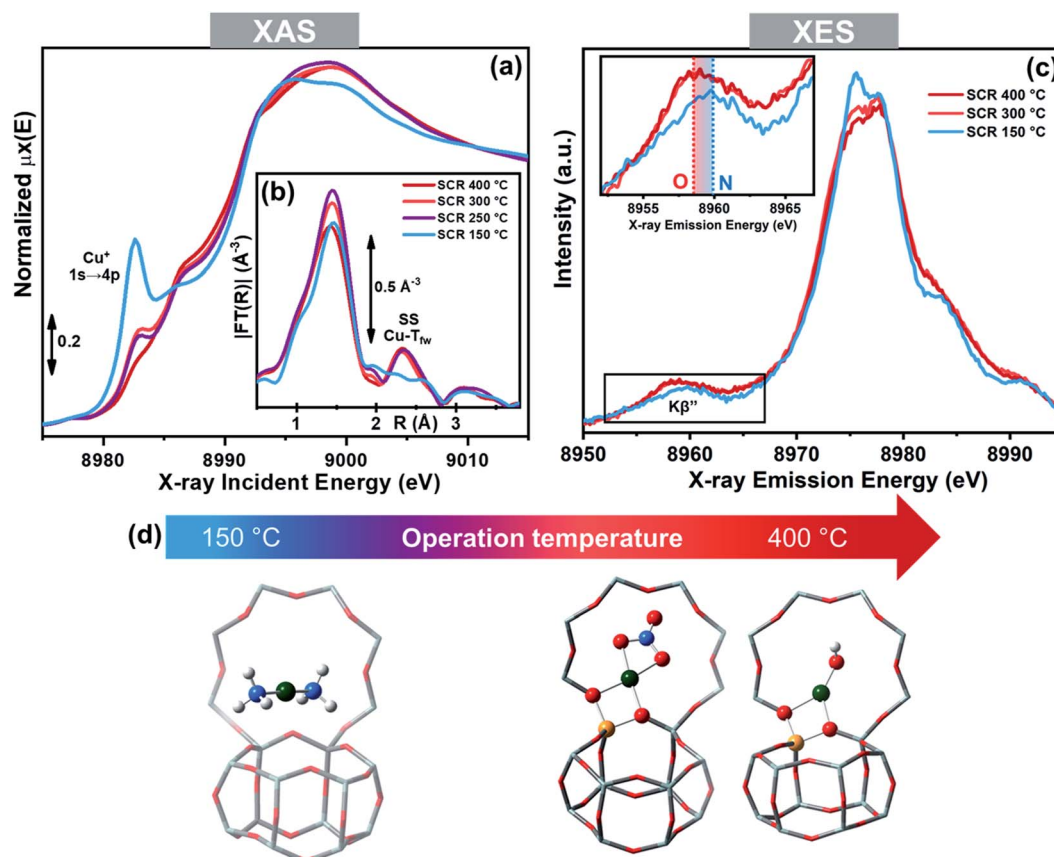 XAS
XES
(a)
Normalized μx(E)
Cu⁺
1s→4p
0.2
8980
8990
9000
9010
X-ray Incident Energy (eV)
(b)
SCR 400 °C
SCR 300 °C
SCR 250 °C
SCR 150 °C
|FT(R)| (Å⁻³)
0.5 Å⁻³
SS
Cu-T_fw
1
2
3
R (Å)
(c)
SCR 400 °C
SCR 300 °C
SCR 150 °C
O
N
8955
8960
8965
X-ray Emission Energy (eV)
Intensity (a.u.)
Kβ’’
8950
8960
8970
8980
8990
X-ray Emission Energy (eV)
(d)
150 °C
Operation temperature
400 °C